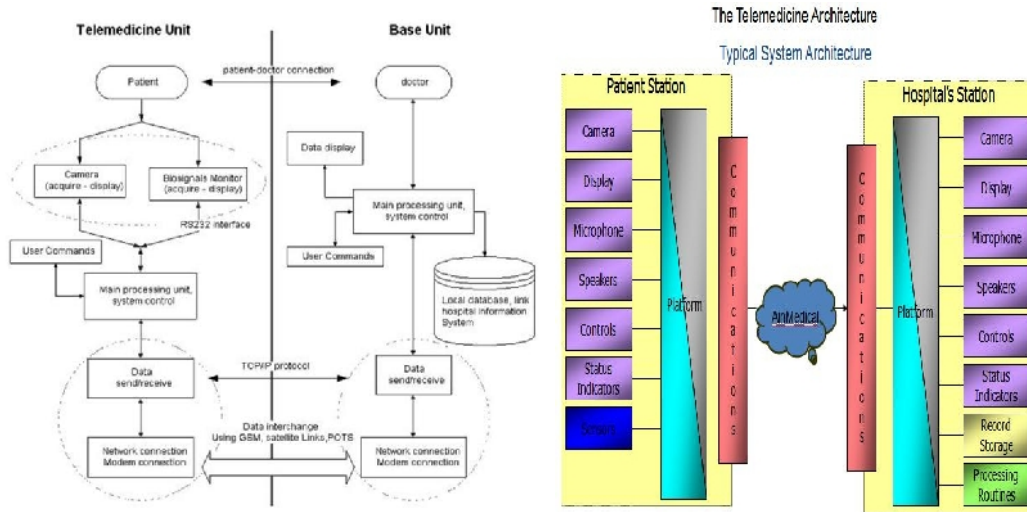 Telemedicine Unit
Base Unit
Patient
patient-doctor connection
doctor
Camera
(acquire - display)
Biosignals Monitor
(acquire - display)
RS232 interface
User Commands
Main processing unit,
system control
Data display
Main processing unit,
system control
User Commands
Local database, link
hospital information
System
Data
send/receive
TCP/IP protocol
Data
send/receive
Data interchange
Using GSM, satellite Links,POTS
Network connection
Modem connection
Network connection
Modem connection
The Telemedicine Architecture
Typical System Architecture
Patient Station
Camera
Display
Microphone
Speakers
Controls
Status
Indicators
Sensors
Platform
Communications
AinMedical
Hospital's Station
Communications
Platform
Camera
Display
Microphone
Speakers
Controls
Status
Indicators
Record
Storage
Processing
Routines